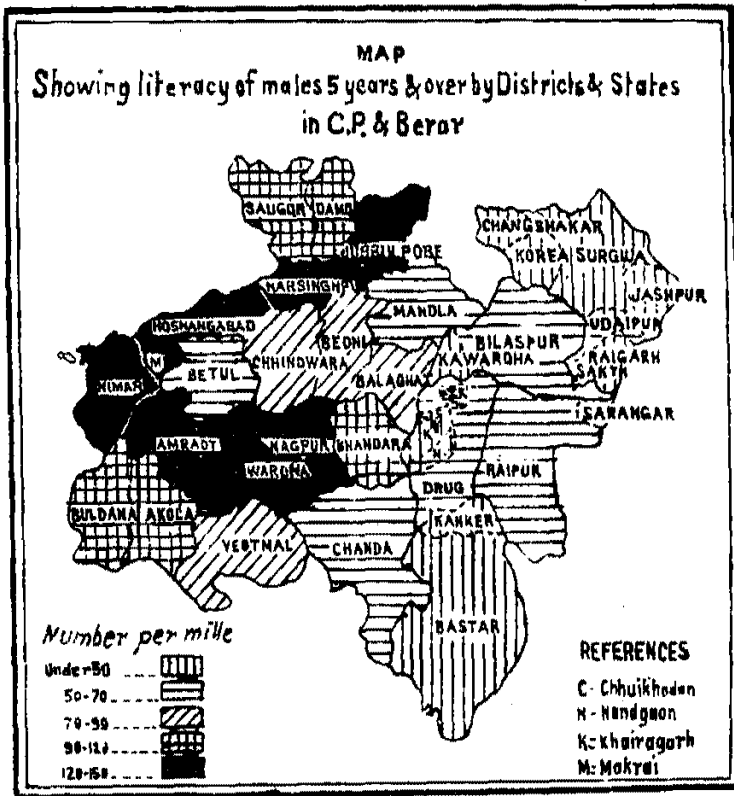 MAP
Showing literacy of males 5 years & over by Districts & States
in C.P. & Berar
SAUGOR
DAMO
CHANGBHAKAR
KOREA
SURGUJA
JASHPUR
NARSINGHPUR
MANDLA
HOSHANGABAD
SEONI
BILASPUR
UDAIPUR
M
CHHINDWARA
KAWARDHA
RAIGARH
NIMAR
BETUL
BALAGHAT
SAKTI
SARANGAR
AMRAOTI
NAGPUR
BHANDARA
WARDHA
RAIPUR
DRUG
BULDANA
AKOLA
KANKER
YEOTMAL
CHANDA
BASTAR
Number per mille
Under 50
50-70
70-90
90-120
120-150
REFERENCES
C- Chhuikhadan
N- Nandgaon
K= Khairagarh
M= Makrai